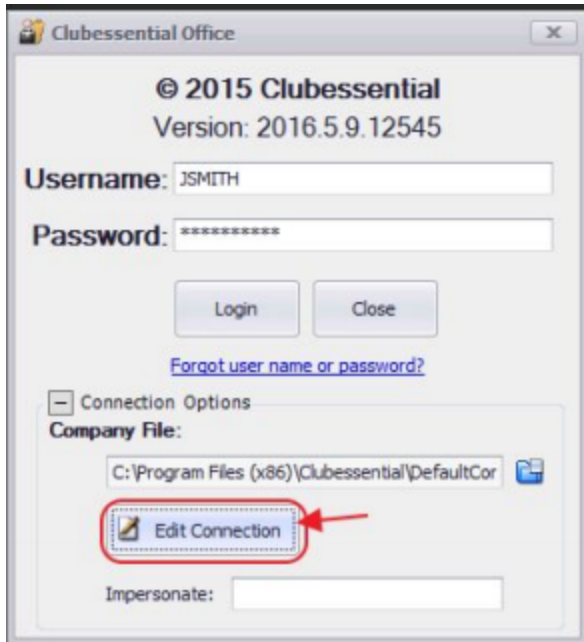 Clubessential Office
© 2015 Clubessential
Version: 2016.5.9.12545
Username: JSMITH
Password: **********
Login Close
Forgot user name or password?
Connection Options
Company File:
C:\Program Files (x86)\Clubessential\DefaultCor
Edit Connection
Impersonate: